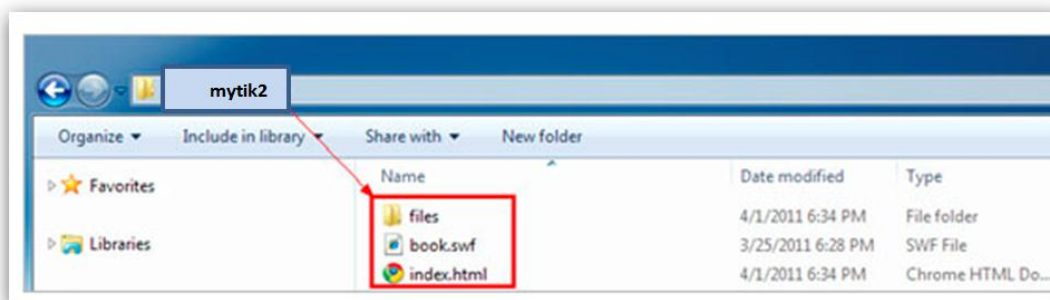 mytik2
Organize Include in library Share with New folder
Name Date modified Type
Favorites
files 4/1/2011 6:34 PM File folder
Libraries book.swf 3/25/2011 6:28 PM SWF File
index.html 4/1/2011 6:34 PM Chrome HTML Do...